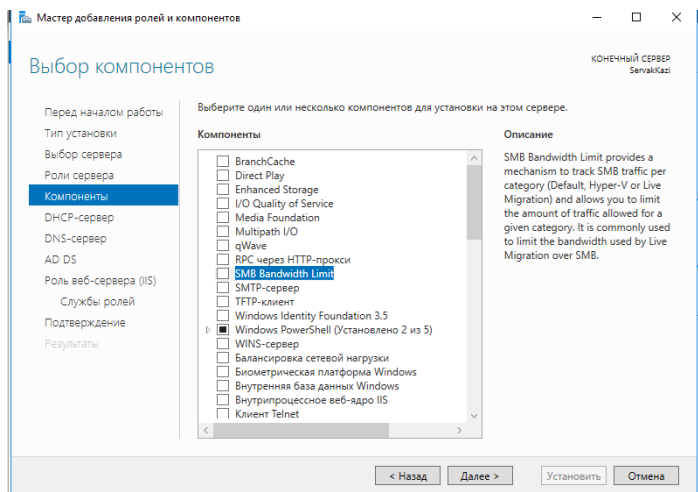 Мастер добавления ролей и компонентов
Выбор компонентов
КОНЕЧНЫЙ СЕРВЕР
ServakKazi
Перед началом работы
Тип установки
Выбор сервера
Роли сервера
Компоненты
DHCP-сервер
DNS-сервер
AD DS
Роль веб-сервера (IIS)
Службы ролей
Подтверждение
Результаты
Выберите один или несколько компонентов для установки на этом сервере.
Компоненты
BranchCache
Direct Play
Enhanced Storage
I/O Quality of Service
Media Foundation
Multipath I/O
qWave
RPC через HTTP-прокси
SMB Bandwidth Limit
SMTP-сервер
TFTP-клиент
Windows Identity Foundation 3.5
Windows PowerShell (Установлено 2 из 5)
WINS-сервер
Балансировка сетевой нагрузки
Биометрическая платформа Windows
Внутренняя база данных Windows
Внутрипроцессное веб-ядро IIS
Клиент Telnet
Описание
SMB Bandwidth Limit provides a
mechanism to track SMB traffic per
category (Default, Hyper-V or Live
Migration) and allows you to limit
the amount of traffic allowed for a
given category. It is commonly used
to limit the bandwidth used by Live
Migration over SMB.
< Назад
Далее >
Установить
Отмена